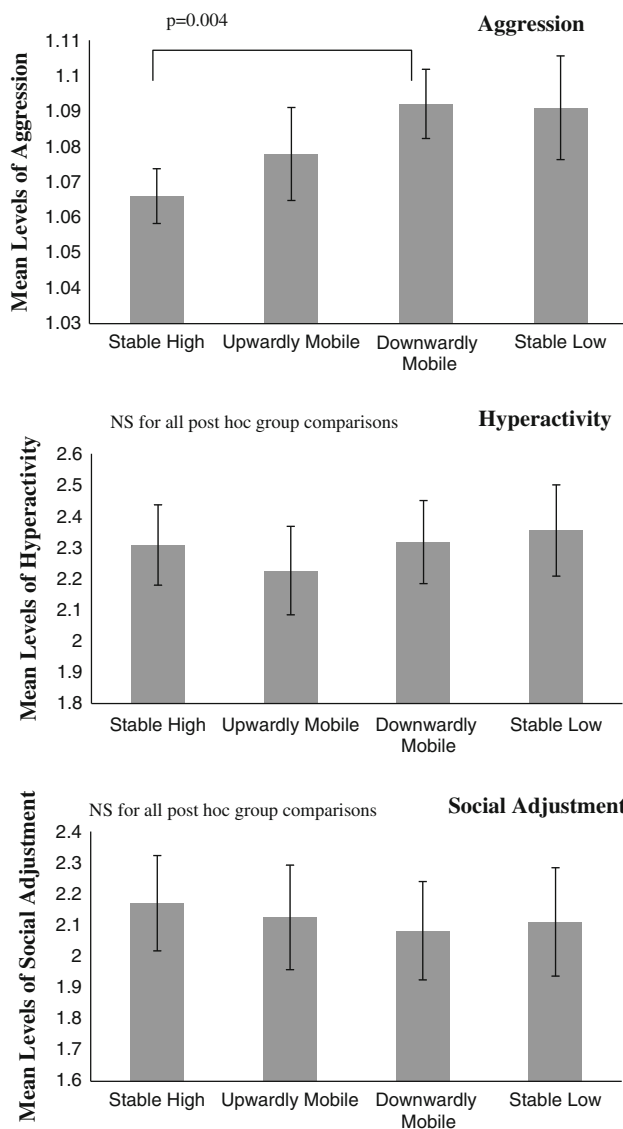 p=0.004
Aggression
Mean Levels of Aggression
1.11
1.1
1.09
1.08
1.07
1.06
1.05
1.04
1.03
Stable High
Upwardly Mobile
Downwardly
Mobile
Stable Low
NS for all post hoc group comparisons
Hyperactivity
Mean Levels of Hyperactivity
2.6
2.5
2.4
2.3
2.2
2.1
2
1.9
1.8
Stable High
Upwardly Mobile
Downwardly
Mobile
Stable Low
NS for all post hoc group comparisons
Social Adjustment
Mean Levels of Social Adjustment
2.4
2.3
2.2
2.1
2
1.9
1.8
1.7
1.6
Stable High
Upwardly Mobile
Downwardly
Mobile
Stable Low